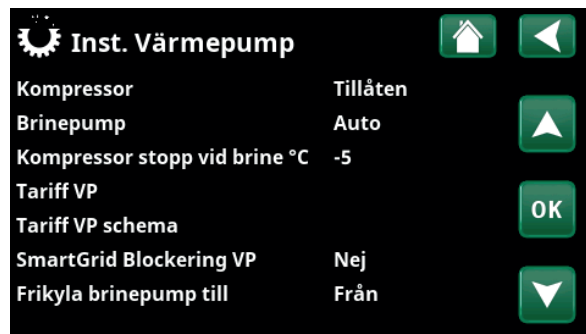 Inst. Värmepump
Kompressor Tillåten
Brinepump Auto
Kompressor stopp vid brine °C -5
Tariff VP
Tariff VP schema
OK
SmartGrid Blockering VP Nej
Frikyla brinepump till Från